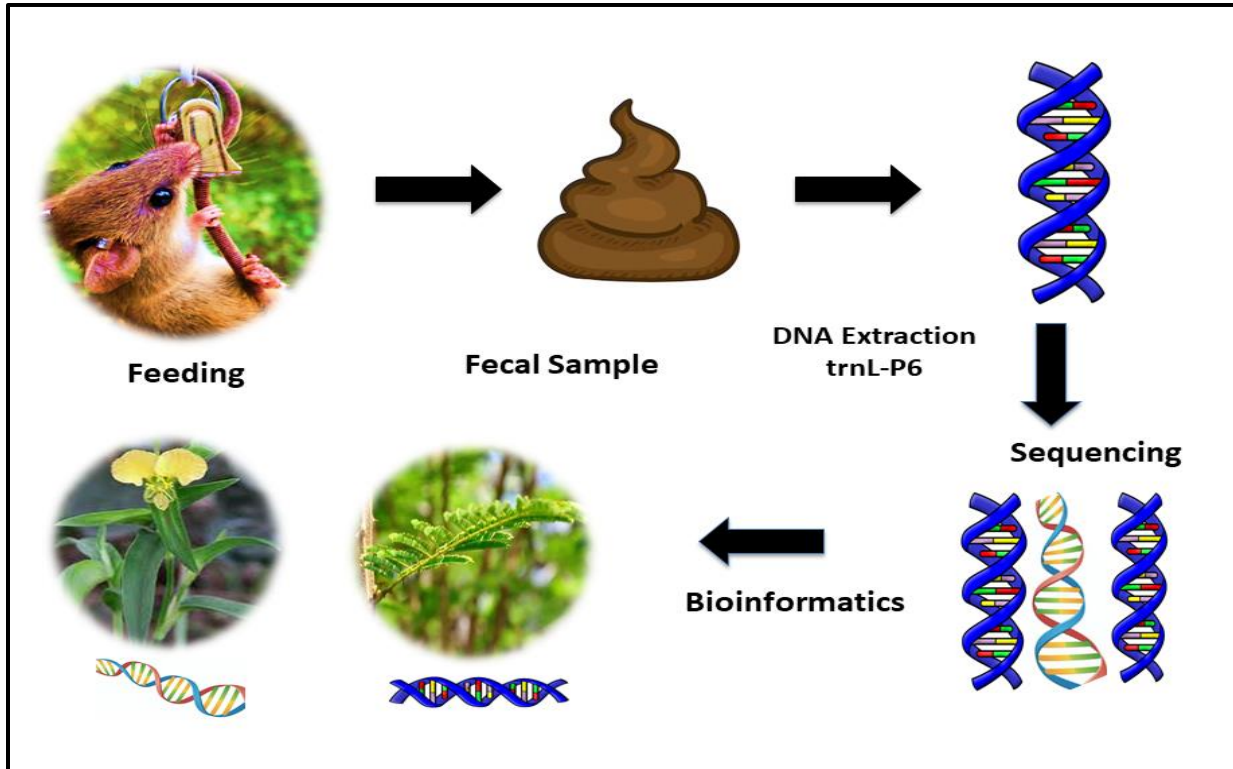 Feeding
Fecal Sample
DNA Extraction
trnL-P6
Sequencing
Bioinformatics